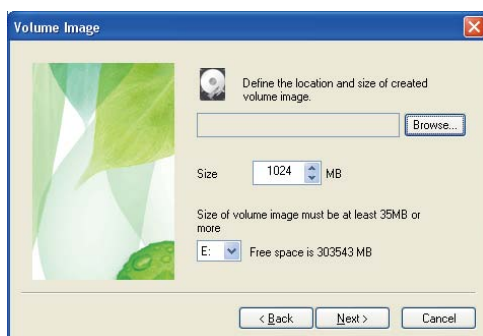 Volume Image
Define the location and size of created
volume image.
Browse...
Size 1024 MB
Size of volume image must be at least 35MB or
more
E: Free space is 303543 MB
< Back Next > Cancel